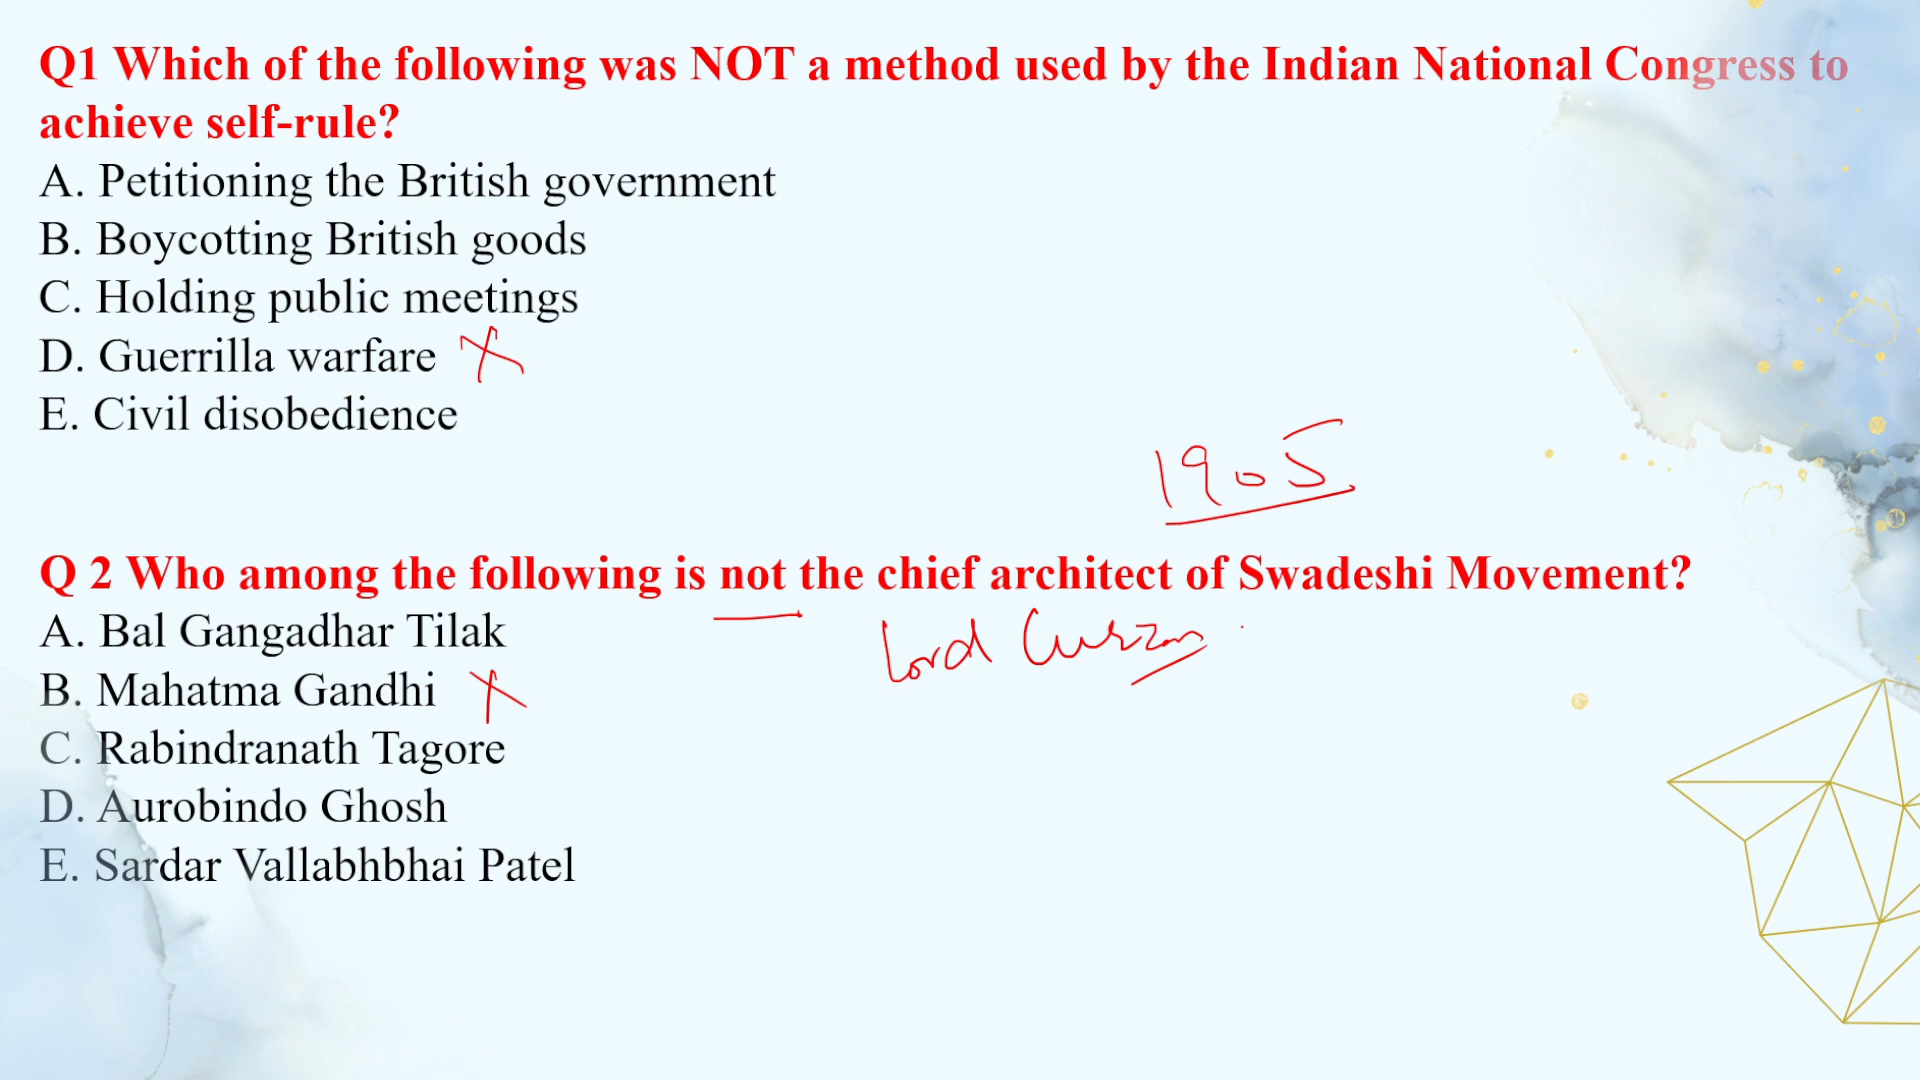 Q1 Which of the following was NOT a method used by the Indian National Congress to
achieve self-rule?
A. Petitioning the British government
B. Boycotting British goods
C. Holding public meetings
D. Guerrilla warfare
E. Civil disobedience
1905
Q 2 Who among the following is not the chief architect of Swadeshi Movement?
A. Bal Gangadhar Tilak
Lord Curzon
B. Mahatma Gandhi
C. Rabindranath Tagore
D. Aurobindo Ghosh
E. Sardar Vallabhbhai Patel